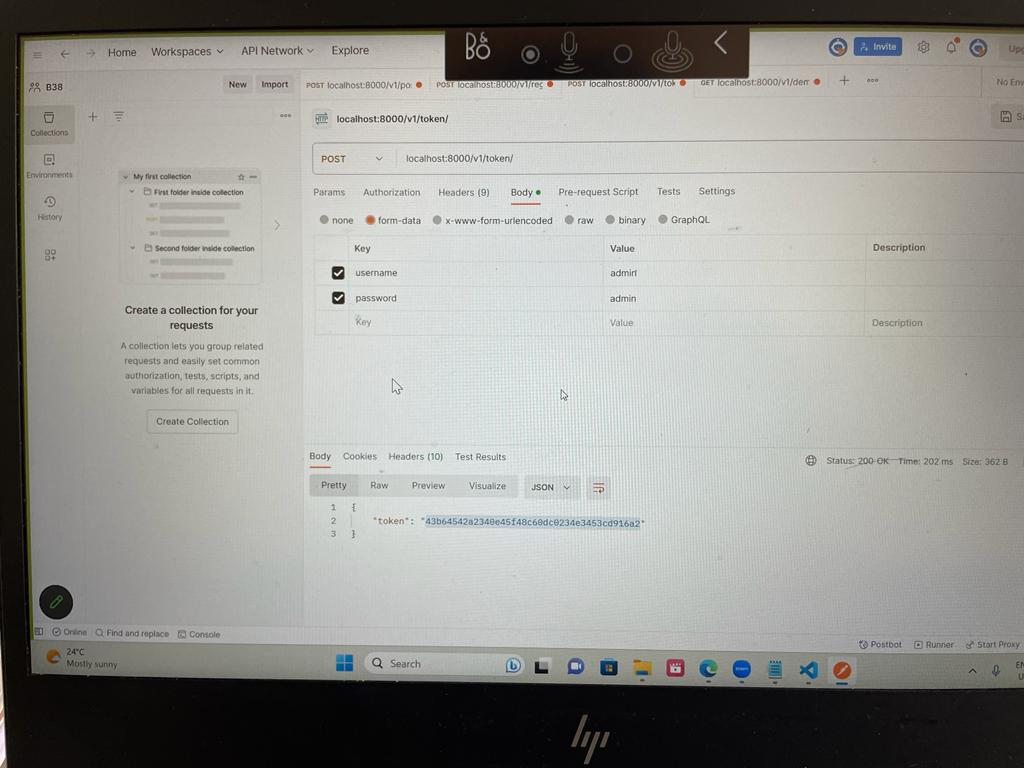 B&O
Home Workspaces API Network Explore
Invite
B38
New Import
POST localhost:8000/v1/po
POST localhost:8000/v1/reg
POST localhost:8000/v1/tok
GET localhost:8000/v1/dem
No Env
HTTP localhost:8000/v1/token/
POST localhost:8000/v1/token/
Params Authorization Headers (9) Body Pre-request Script Tests Settings
none form-data x-www-form-urlencoded raw binary GraphQL
Key Value Description
username admin
password admin
Key Value Description
Collections
Environments
History
My first collection
First folder inside collection
Second folder inside collection
Create a collection for your
requests
A collection lets you group related
requests and easily set common
authorization, tests, scripts, and
variables for all requests in it.
Create Collection
Body Cookies Headers (10) Test Results
Status: 200 OK Time: 202 ms Size: 362 B
Pretty Raw Preview Visualize JSON
1 {
2 "token": "43b64542a2340e45f48c60dc0234e3453cd916a2"
3 }
Online Find and replace Console
Postbot Runner Start Proxy
24°C
Mostly sunny
Search
hp